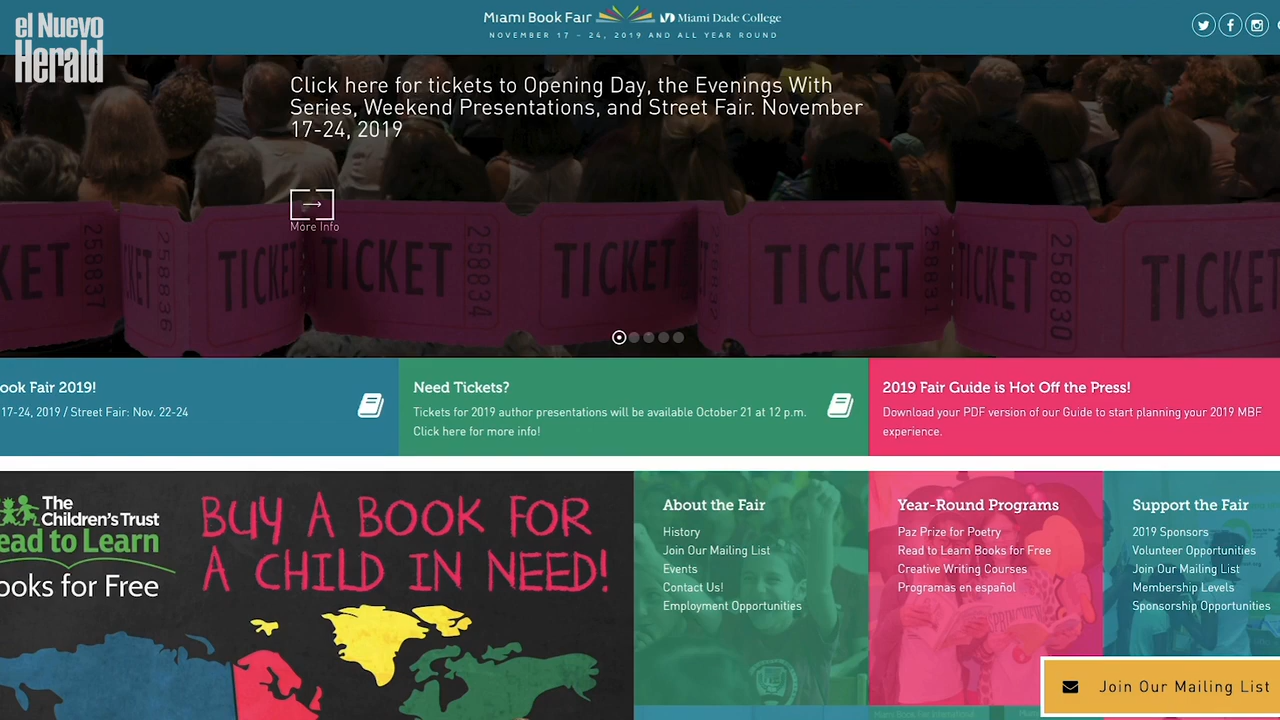 el Nuevo
Herald
Miami Book Fair
Miami Dade College
NOVEMBER 17 – 24, 2019 AND ALL YEAR ROUND
Click here for tickets to Opening Day, the Evenings With
Series, Weekend Presentations, and Street Fair. November
17-24, 2019
More Info
KET 258837 TICKET 258836 TICKET TICKET 258834 TICKET TICKET 258831 TICKET 258830 TICKET
ook Fair 2019!
17-24, 2019 / Street Fair: Nov. 22-24
Need Tickets?
Tickets for 2019 author presentations will be available October 21 at 12 p.m.
Click here for more info!
2019 Fair Guide is Hot Off the Press!
Download your PDF version of our Guide to start planning your 2019 MBF
experience.
The
Children's Trust
ead to Learn
ooks for Free
BUY A BOOK FOR
A CHILD IN NEED!
About the Fair
History
Join Our Mailing List
Events
Contact Us!
Employment Opportunities
Year-Round Programs
Paz Prize for Poetry
Read to Learn Books for Free
Creative Writing Courses
Programas en español
Support the Fair
2019 Sponsors
Volunteer Opportunities
Join Our Mailing List
Membership Levels
Sponsorship Opportunities
Join Our Mailing List